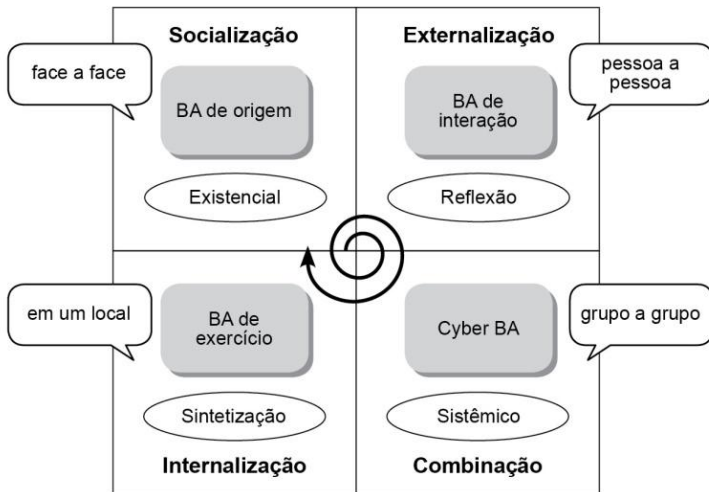 Socialização
Externalização
face a face
pessoa a
pessoa
BA de origem
BA de
interação
Existencial
Reflexão
em um local
BA de
exercício
Cyber BA
grupo a grupo
Sintetização
Sistêmico
Internalização
Combinação